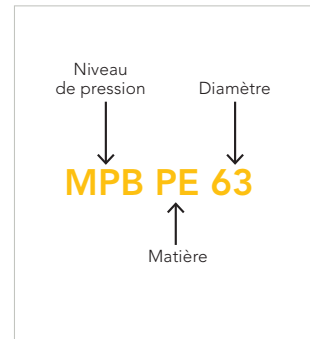 Niveau
de pression
Diamètre
MPB PE 63
Matière